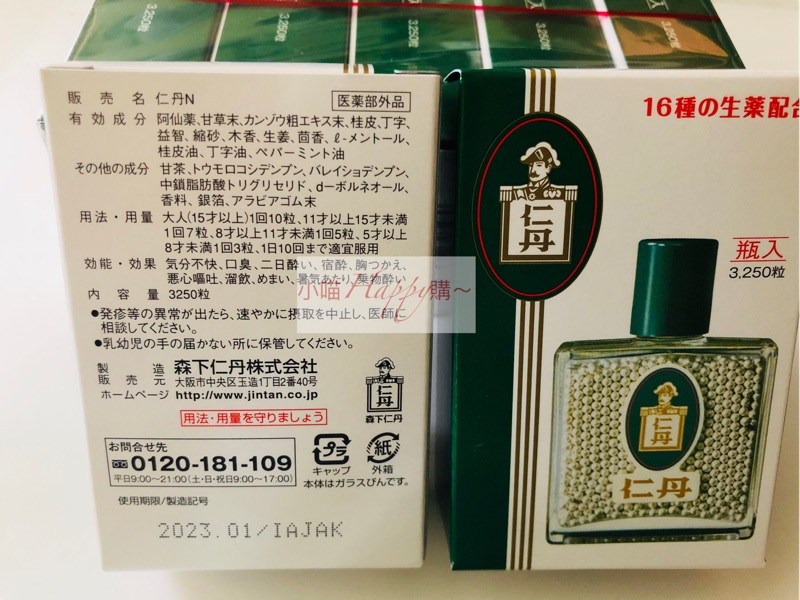 3,250粒
3,250粒
3,250粒
3,250粒
3,250粒
販売名 仁丹N 医薬部外品
有効成分 阿仙薬、甘草末、カンゾウ粗エキス末、桂皮、丁字、
益智、縮砂、木香、生姜、茴香、ℓ-メントール、
桂皮油、丁字油、ペパーミント油
その他の成分 甘茶、トウモロコシデンプン、バレイショデンプン、
中鎖脂肪酸トリグリセリド、d-ボルネオール、
香料、銀箔、アラビアゴム末
用法・用量 大人(15才以上)1回10粒、11才以上15才未満
1回7粒、8才以上11才未満1回5粒、5才以上
8才未満1回3粒、1日10回まで適宜服用
効能・効果 気分不快、口臭、二日酔い、宿酔、胸つかえ、
悪心嘔吐、溜飲、めまい、暑気あたり、乗物酔い
内容量 3250粒
●発疹等の異常が出たら、速やかに摂取を中止し、医師に
相談してください。
●乳幼児の手の届かない所に保管してください。
製造販売元 森下仁丹株式会社
大阪市中央区玉造1丁目2番40号
ホームページ http://www.jintan.co.jp
仁丹
森下仁丹
用法・用量を守りましょう
お問合せ先
0120-181-109
平日9:00〜21:00(土・日・祝日9:00〜17:00)
プラ
キャップ
紙
外箱
本体はガラスびんです。
使用期限/製造記号
2023.01/IAJAK
小喵Happy購~
16種の生薬配合
仁丹
瓶入
3,250粒
仁丹
仁丹